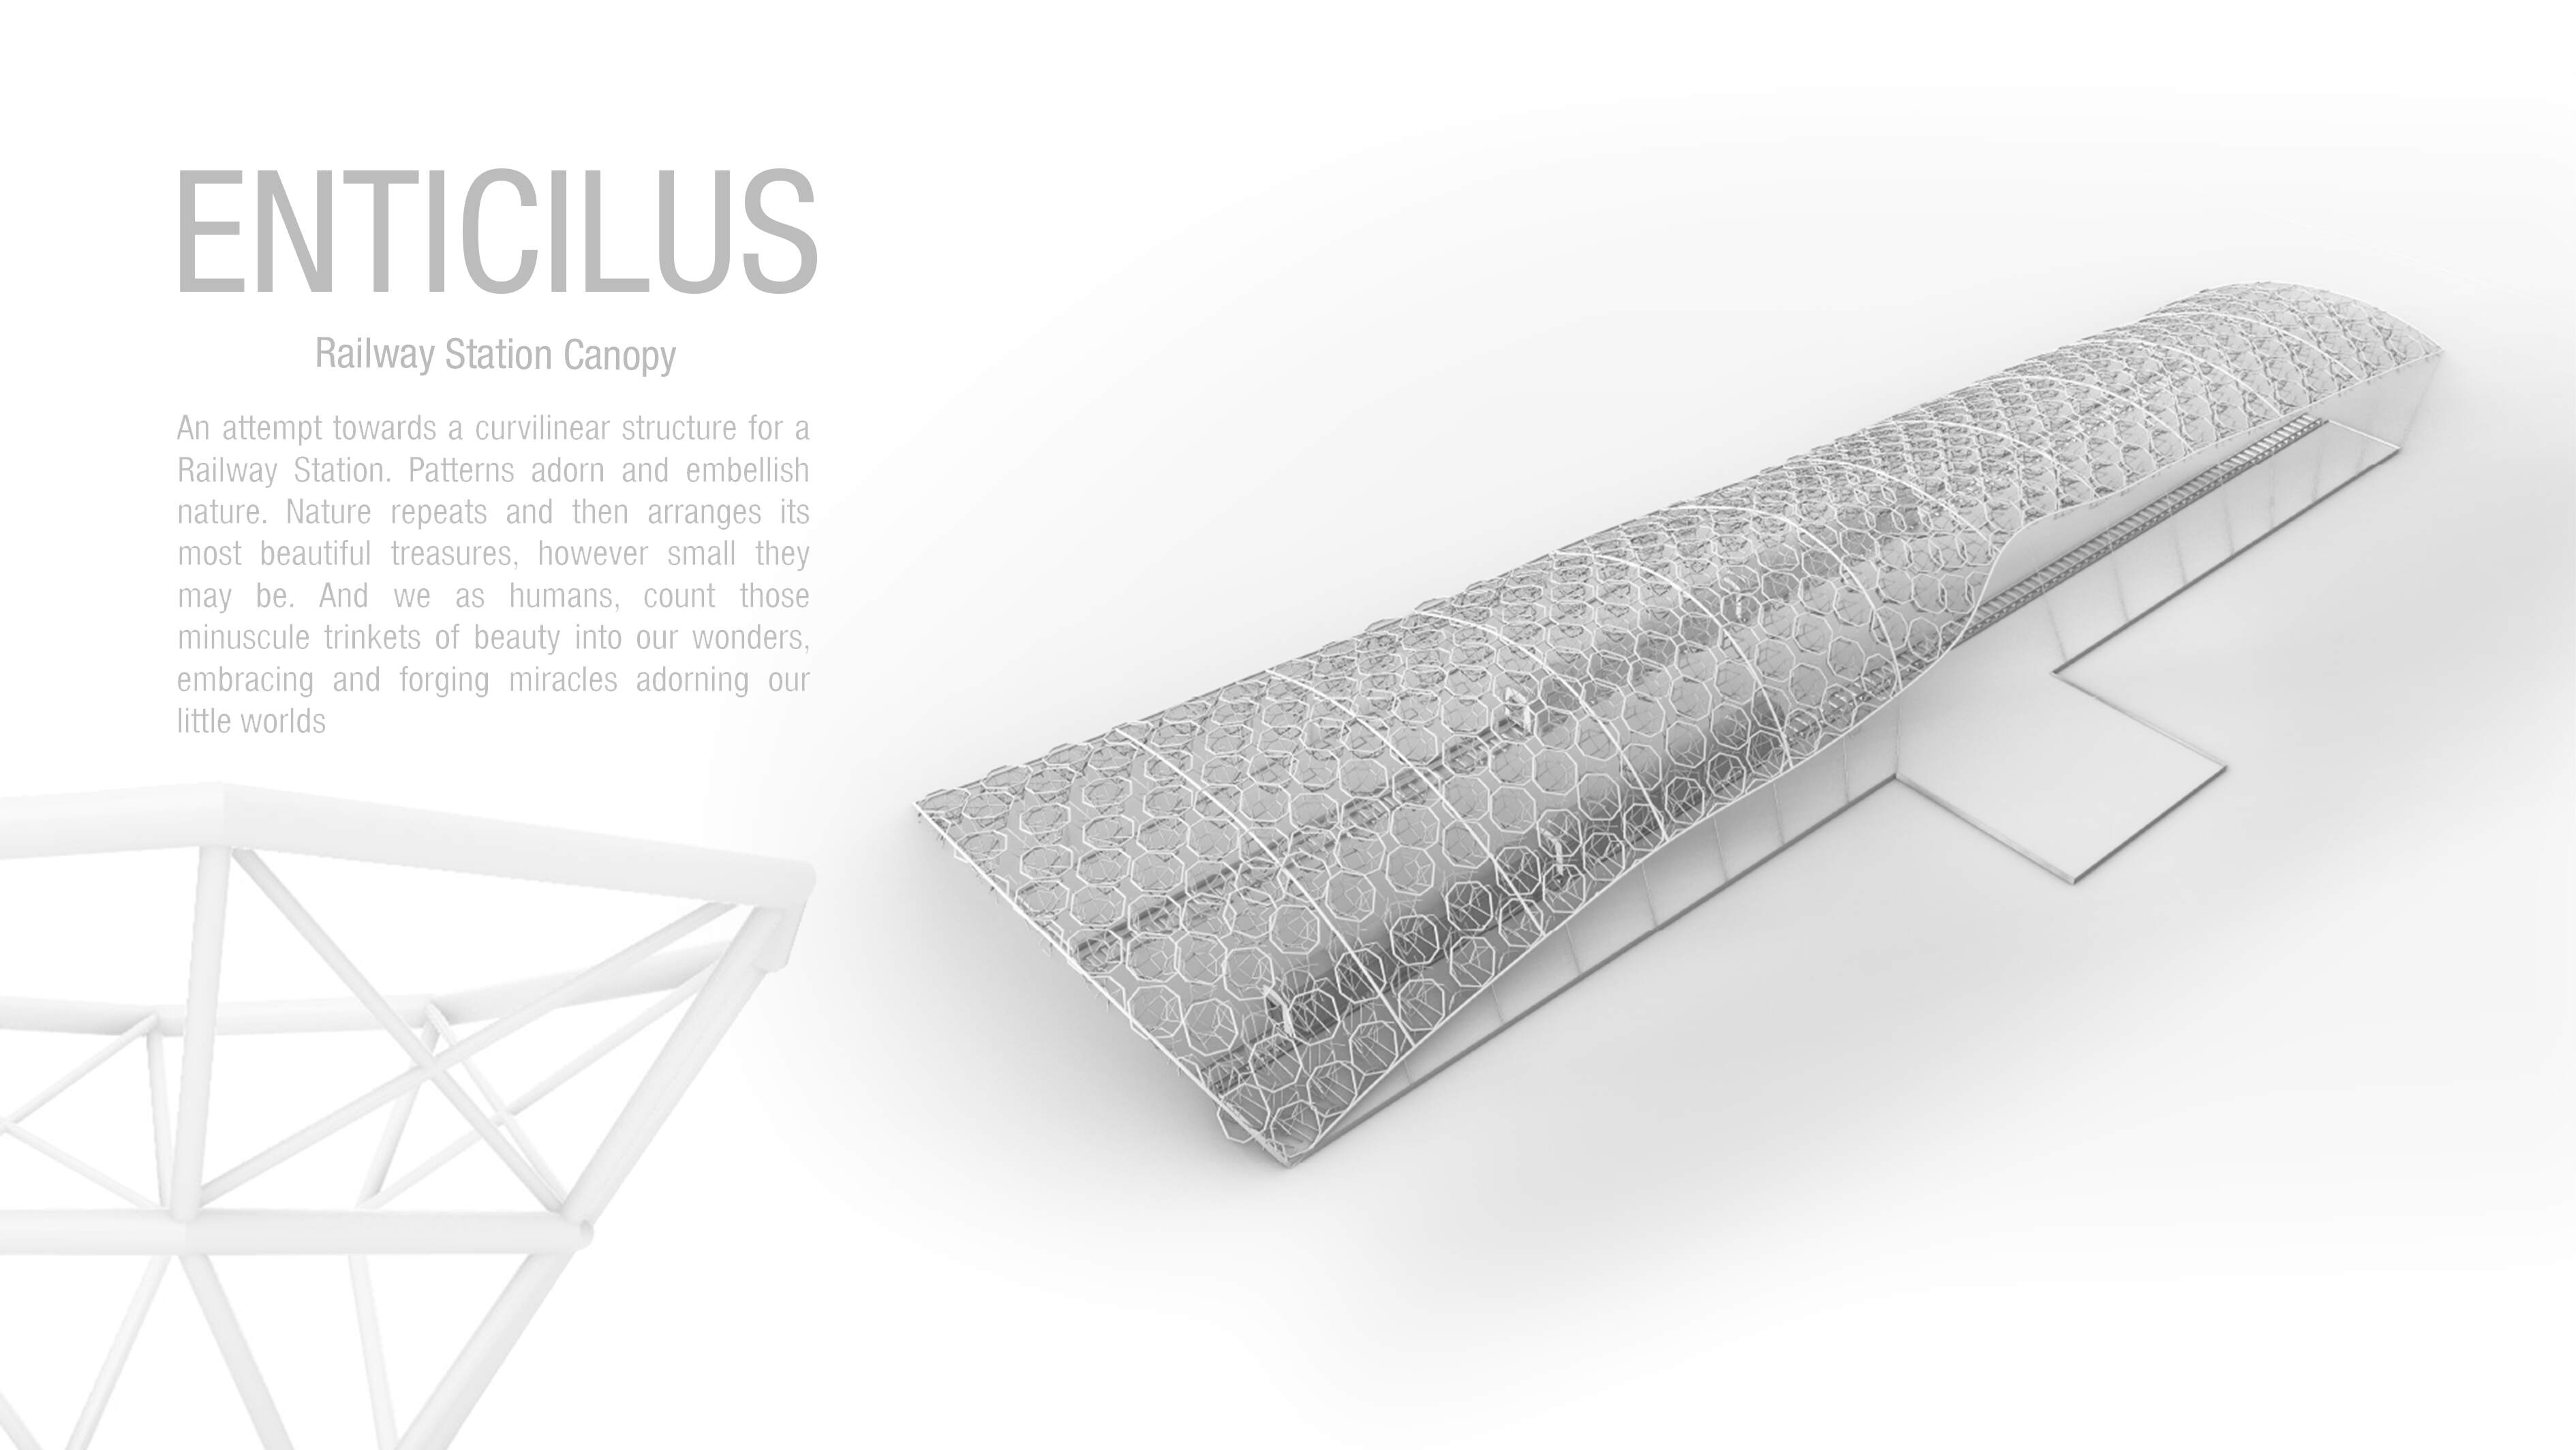 ENTICILUS
Railway Station Canopy
An attempt towards a curvilinear structure for a
Railway Station. Patterns adorn and embellish
nature. Nature repeats and then arranges its
most beautiful treasures, however small they
may be. And we as humans, count those
minuscule trinkets of beauty into our wonders,
embracing and forging miracles adorning our
little worlds